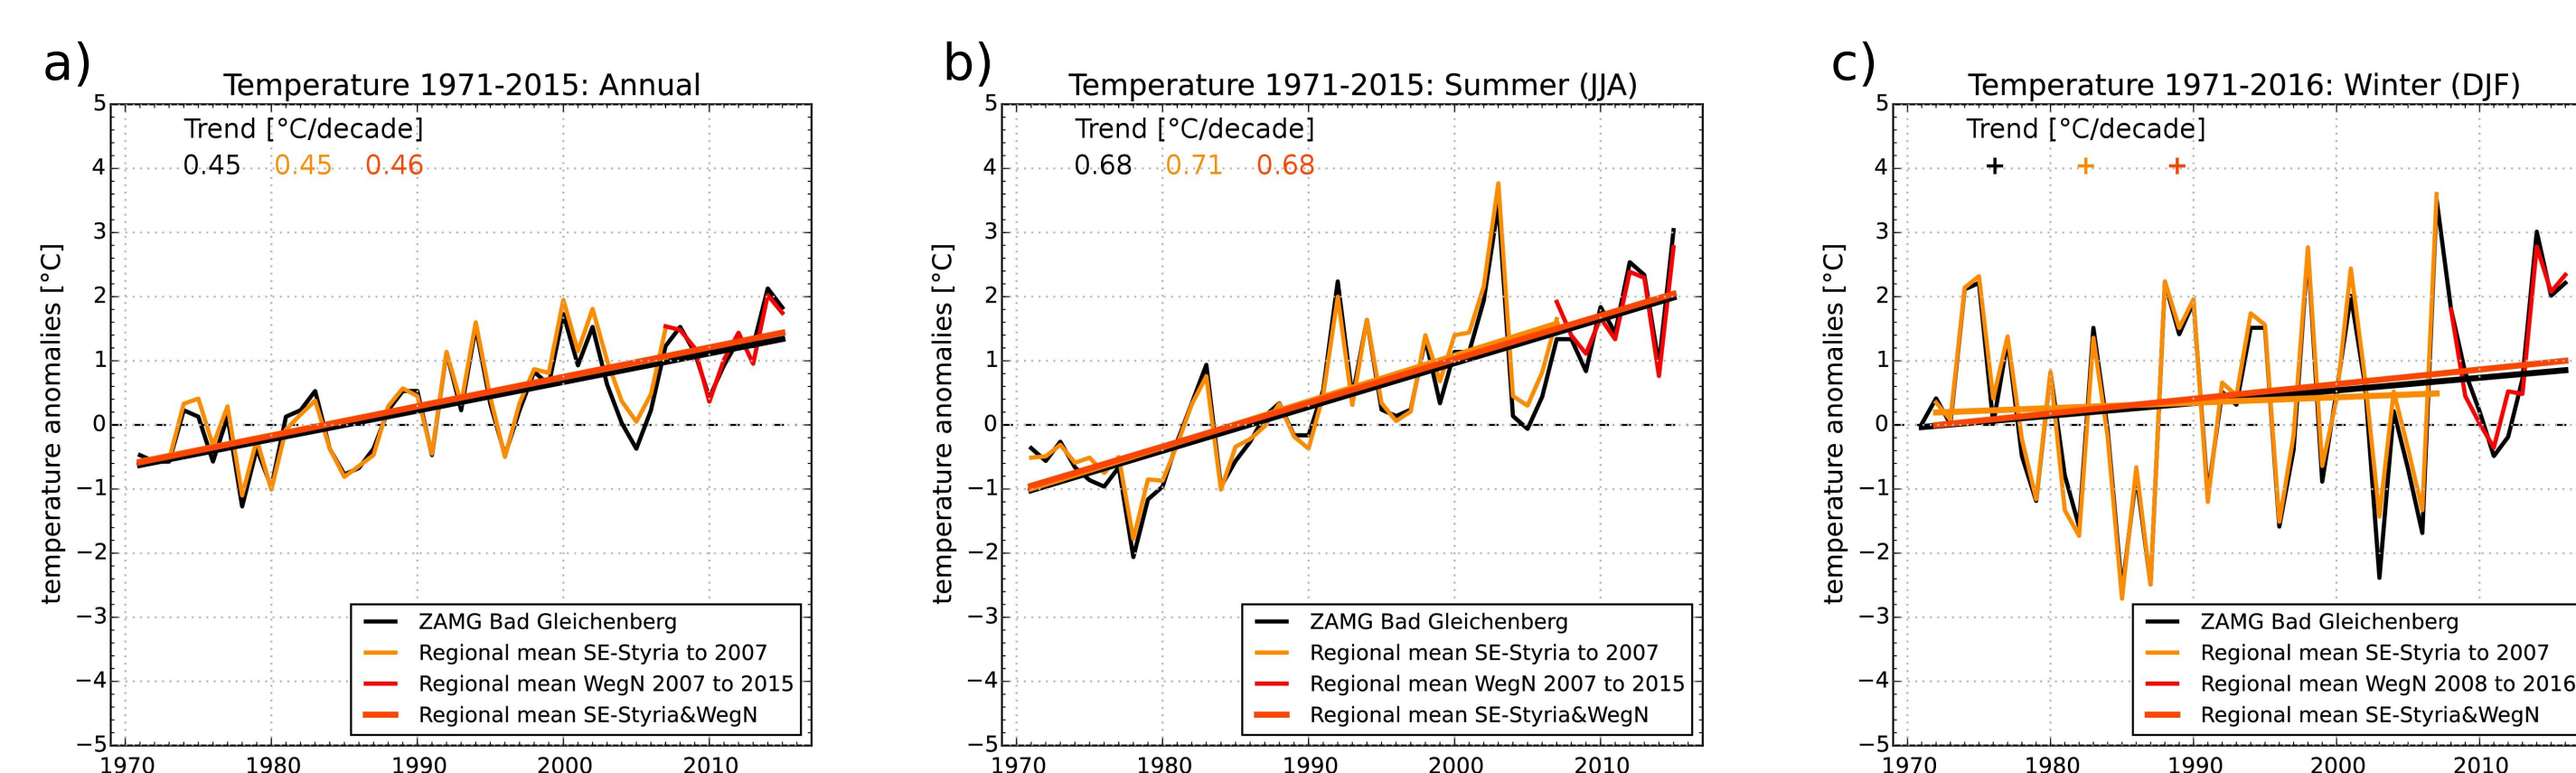 a)
Temperature 1971-2015: Annual
Trend [°C/decade]
0.45 0.45 0.46
temperature anomalies [°C]
5
4
3
2
1
0
−1
−2
−3
−4
−5
ZAMG Bad Gleichenberg
Regional mean SE-Styria to 2007
Regional mean WegN 2007 to 2015
Regional mean SE-Styria&WegN
1970 1980 1990 2000 2010
b)
Temperature 1971-2015: Summer (JJA)
Trend [°C/decade]
0.68 0.71 0.68
temperature anomalies [°C]
5
4
3
2
1
0
−1
−2
−3
−4
−5
ZAMG Bad Gleichenberg
Regional mean SE-Styria to 2007
Regional mean WegN 2007 to 2015
Regional mean SE-Styria&WegN
1970 1980 1990 2000 2010
c)
Temperature 1971-2016: Winter (DJF)
Trend [°C/decade]
+ + +
temperature anomalies [°C]
5
4
3
2
1
0
−1
−2
−3
−4
−5
ZAMG Bad Gleichenberg
Regional mean SE-Styria to 2007
Regional mean WegN 2008 to 2016
Regional mean SE-Styria&WegN
1970 1980 1990 2000 2010